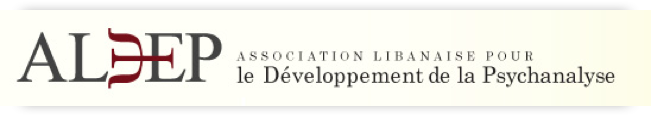 ALDEP
ASSOCIATION LIBANAISE POUR
le Développement de la Psychanalyse